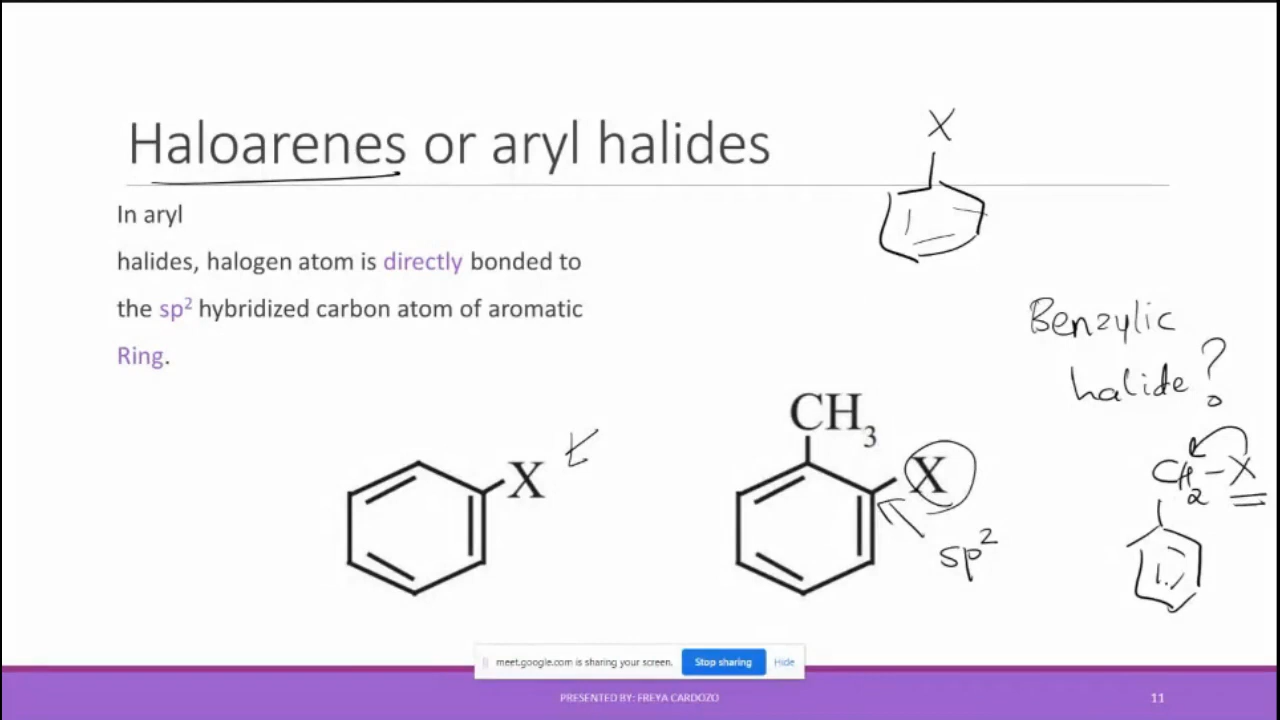 Haloarenes or aryl halides
In aryl
halides, halogen atom is directly bonded to
the sp² hybridized carbon atom of aromatic
Ring.
X
Benzylic
halide?
X
CH₃
X
sp²
CH₂-X
meet.google.com is sharing your screen. Stop sharing Hide
PRESENTED BY: FREYA CARDOZO 11